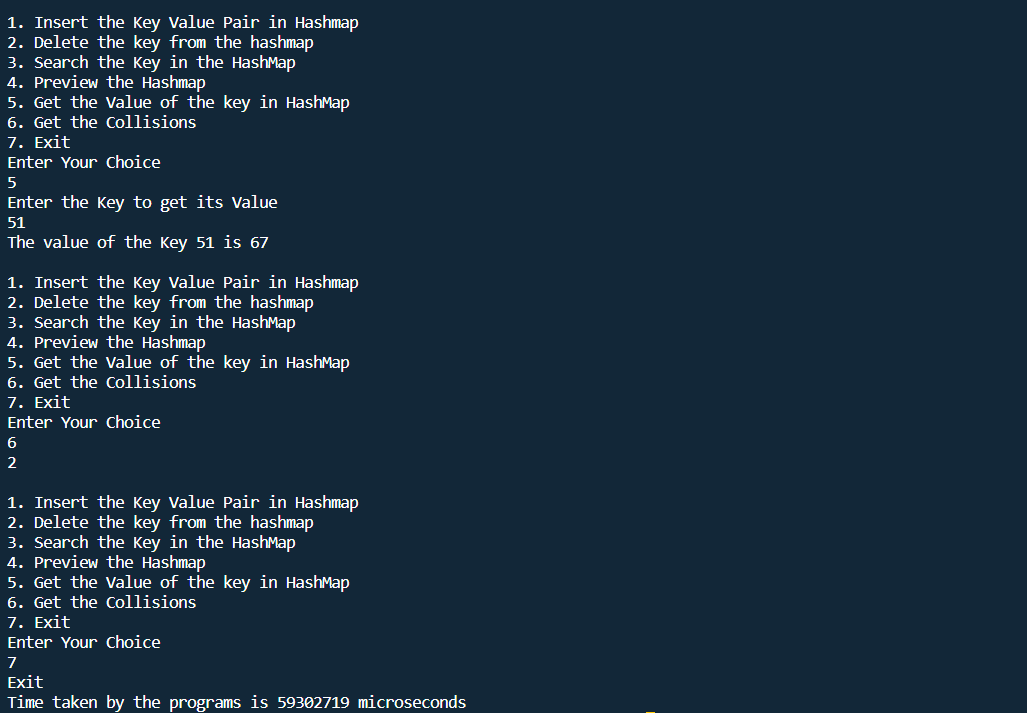 1. Insert the Key Value Pair in Hashmap
2. Delete the key from the hashmap
3. Search the Key in the HashMap
4. Preview the Hashmap
5. Get the Value of the key in HashMap
6. Get the Collisions
7. Exit
Enter Your Choice
5
Enter the Key to get its Value
51
The value of the Key 51 is 67
1. Insert the Key Value Pair in Hashmap
2. Delete the key from the hashmap
3. Search the Key in the HashMap
4. Preview the Hashmap
5. Get the Value of the key in HashMap
6. Get the Collisions
7. Exit
Enter Your Choice
6
2
1. Insert the Key Value Pair in Hashmap
2. Delete the key from the hashmap
3. Search the Key in the HashMap
4. Preview the Hashmap
5. Get the Value of the key in HashMap
6. Get the Collisions
7. Exit
Enter Your Choice
7
Exit
Time taken by the programs is 59302719 microseconds